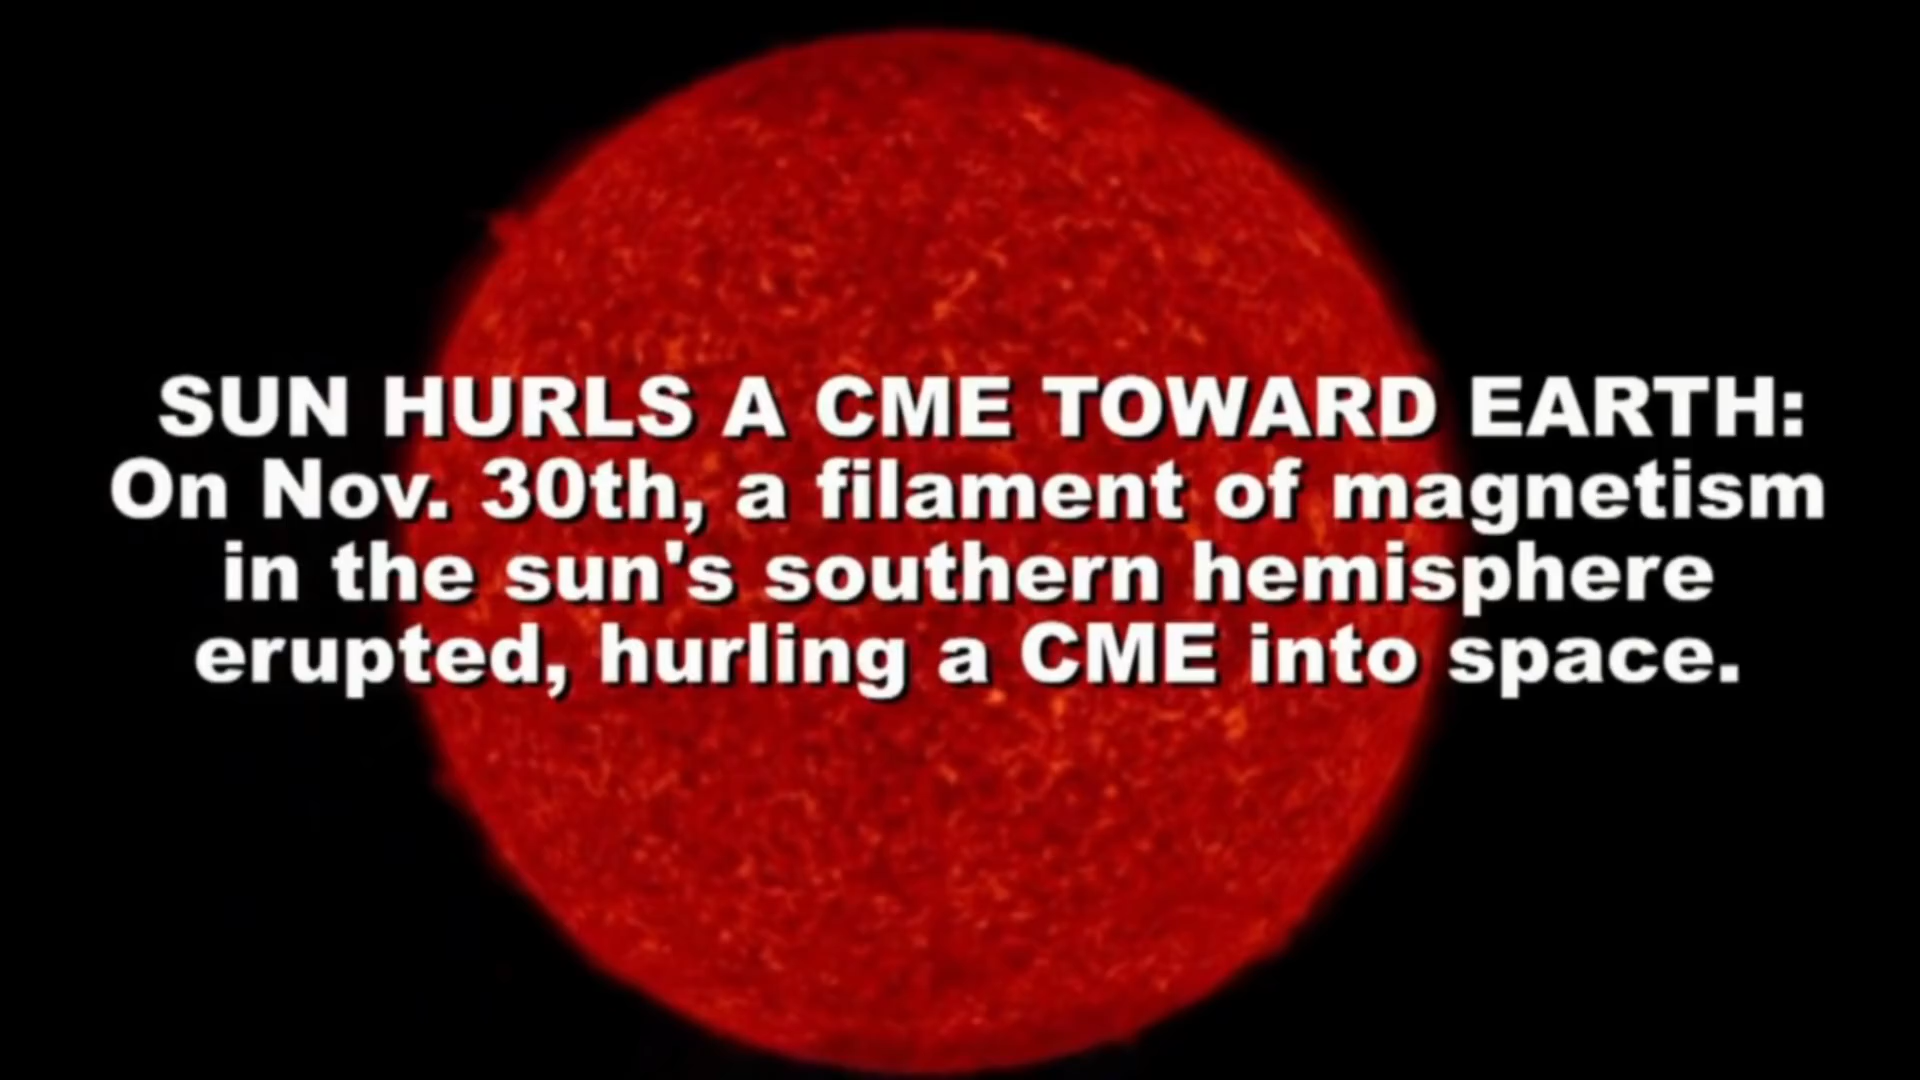 SUN HURLS A CME TOWARD EARTH:
On Nov. 30th, a filament of magnetism
in the sun's southern hemisphere
erupted, hurling a CME into space.